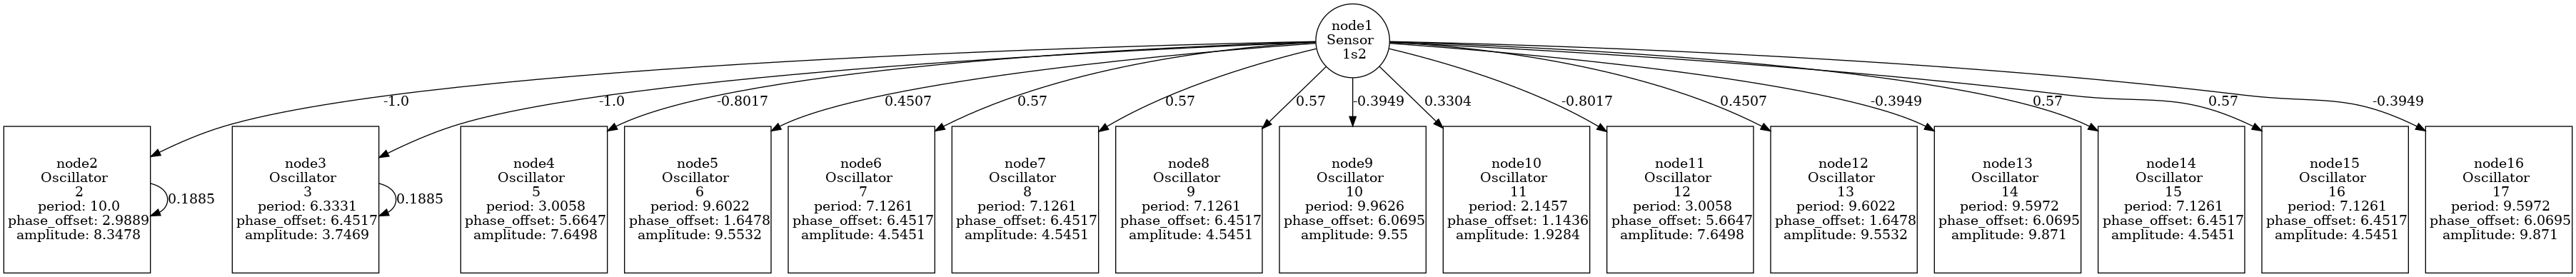 node1
Sensor
1s2
-1.0
-1.0
-0.8017
0.4507
0.57
0.57
0.57
-0.3949
0.3304
-0.8017
0.4507
-0.3949
0.57
0.57
-0.3949
node2
Oscillator
2
period: 10.0
phase_offset: 2.9889
amplitude: 8.3478
0.1885
node3
Oscillator
3
period: 6.3331
phase_offset: 6.4517
amplitude: 3.7469
0.1885
node4
Oscillator
5
period: 3.0058
phase_offset: 5.6647
amplitude: 7.6498
node5
Oscillator
6
period: 9.6022
phase_offset: 1.6478
amplitude: 9.5532
node6
Oscillator
7
period: 7.1261
phase_offset: 6.4517
amplitude: 4.5451
node7
Oscillator
8
period: 7.1261
phase_offset: 6.4517
amplitude: 4.5451
node8
Oscillator
9
period: 7.1261
phase_offset: 6.4517
amplitude: 4.5451
node9
Oscillator
10
period: 9.9626
phase_offset: 6.0695
amplitude: 9.55
node10
Oscillator
11
period: 2.1457
phase_offset: 1.1436
amplitude: 1.9284
node11
Oscillator
12
period: 3.0058
phase_offset: 5.6647
amplitude: 7.6498
node12
Oscillator
13
period: 9.6022
phase_offset: 1.6478
amplitude: 9.5532
node13
Oscillator
14
period: 9.5972
phase_offset: 6.0695
amplitude: 9.871
node14
Oscillator
15
period: 7.1261
phase_offset: 6.4517
amplitude: 4.5451
node15
Oscillator
16
period: 7.1261
phase_offset: 6.4517
amplitude: 4.5451
node16
Oscillator
17
period: 9.5972
phase_offset: 6.0695
amplitude: 9.871